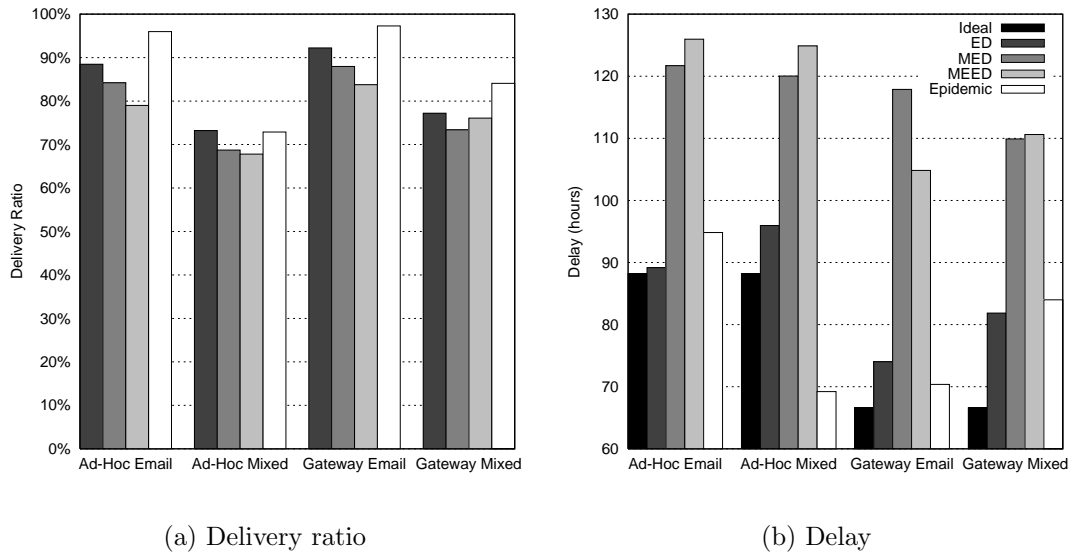 100%
90%
80%
70%
60%
50%
40%
30%
20%
10%
0%
Delivery Ratio
Ad-Hoc Email Ad-Hoc Mixed Gateway Email Gateway Mixed
(a) Delivery ratio
130
120
110
100
90
80
70
60
Delay (hours)
Ideal
ED
MED
MEED
Epidemic
Ad-Hoc Email Ad-Hoc Mixed Gateway Email Gateway Mixed
(b) Delay